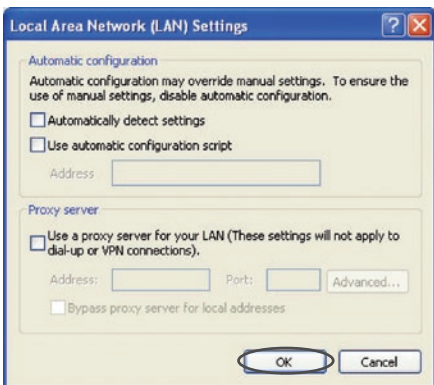 Local Area Network (LAN) Settings
Automatic configuration
Automatic configuration may override manual settings. To ensure the
use of manual settings, disable automatic configuration.
Automatically detect settings
Use automatic configuration script
Address
Proxy server
Use a proxy server for your LAN (These settings will not apply to
dial-up or VPN connections).
Address: Port: Advanced...
Bypass proxy server for local addresses
OK Cancel